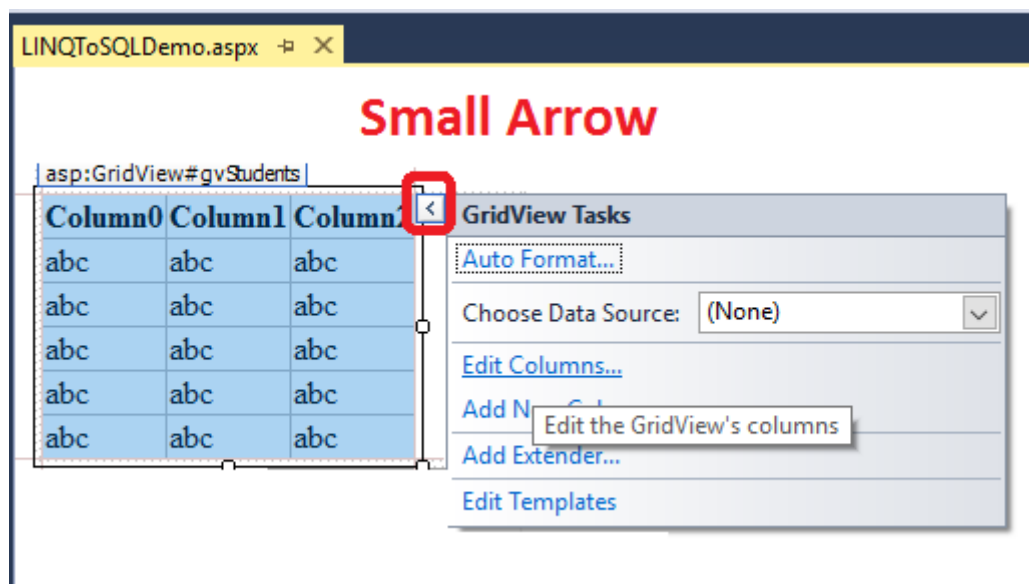 LINQToSQLDemo.aspx
Small Arrow
asp:GridView#gvStudents
Column0 Column1 Column2
abc abc abc
abc abc abc
abc abc abc
abc abc abc
abc abc abc
GridView Tasks
Auto Format...
Choose Data Source: (None)
Edit Columns...
Add N
Edit the GridView's columns
Add Extender...
Edit Templates